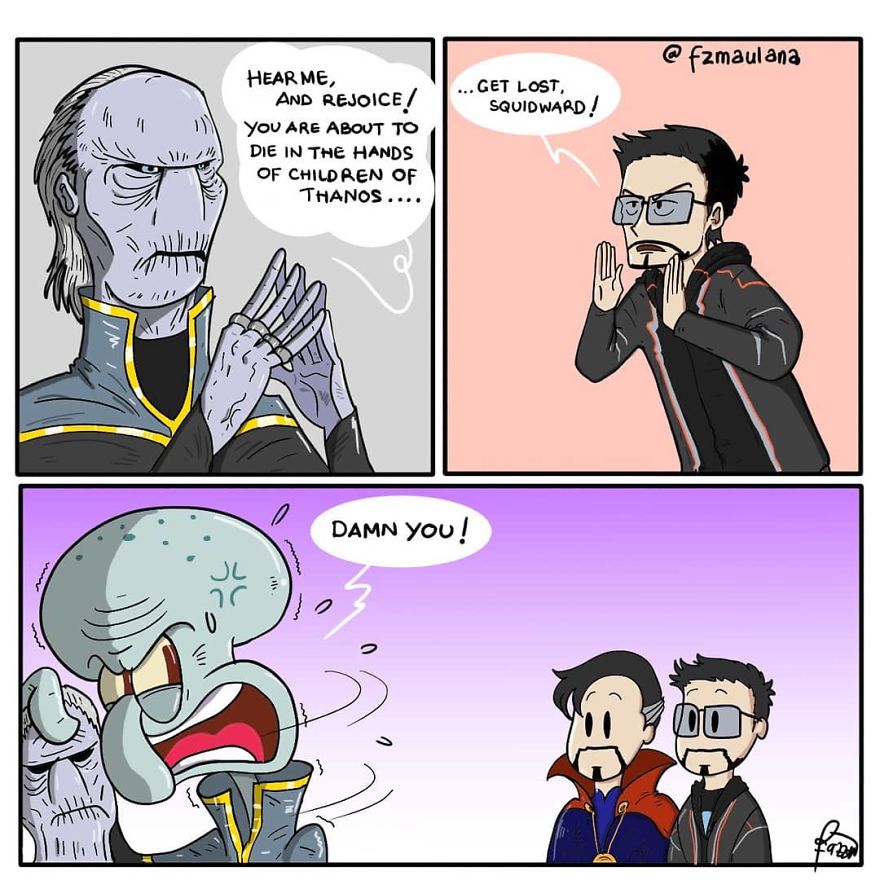 HEAR ME,
AND REJOICE!
YOU ARE ABOUT TO
DIE IN THE HANDS
OF CHILDREN OF
THANOS....
@fzmaulana
...GET LOST,
SQUIDWARD!
DAMN YOU!